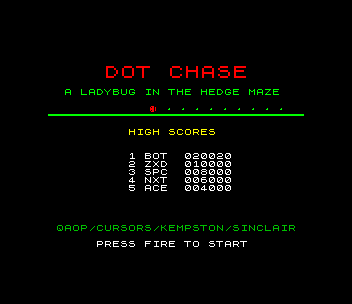 DOT CHASE
A LADYBUG IN THE HEDGE MAZE
HIGH SCORES
1 BOT 020020
2 ZXD 010000
3 SPC 008000
4 NXT 006000
5 ACE 004000
QAOP/CURSORS/KEMPSTON/SINCLAIR
PRESS FIRE TO START